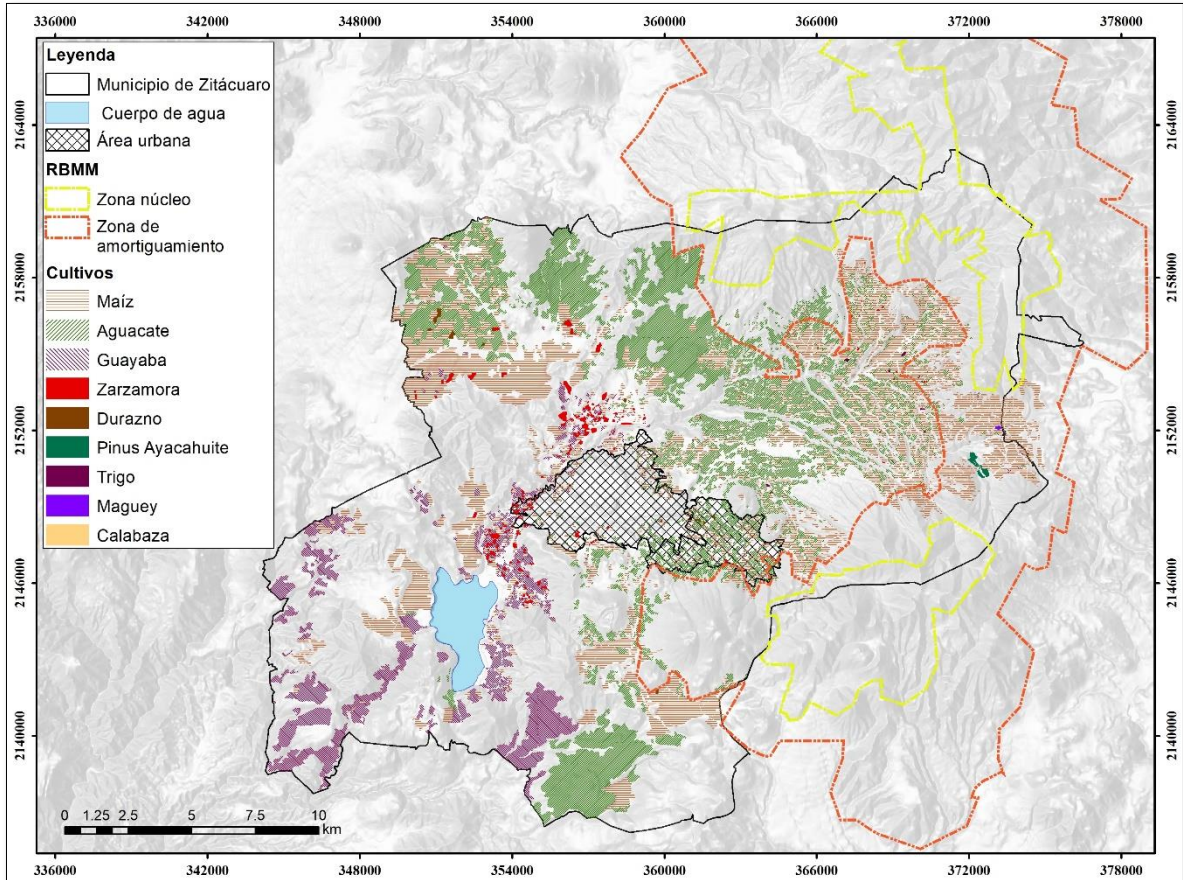 336000 342000 348000 354000 360000 366000 372000 378000
Leyenda
Municipio de Zitácuaro
Cuerpo de agua
Área urbana
RBMM
Zona núcleo
Zona de
amortiguamiento
Cultivos
Maíz
Aguacate
Guayaba
Zarzamora
Durazno
Pinus Ayacahuite
Trigo
Maguey
Calabaza
2164000 2164000
2158000 2158000
2152000 2152000
2146000 2146000
2140000 2140000
0 1.25 2.5 5 7.5 10
km
336000 342000 348000 354000 360000 366000 372000 378000